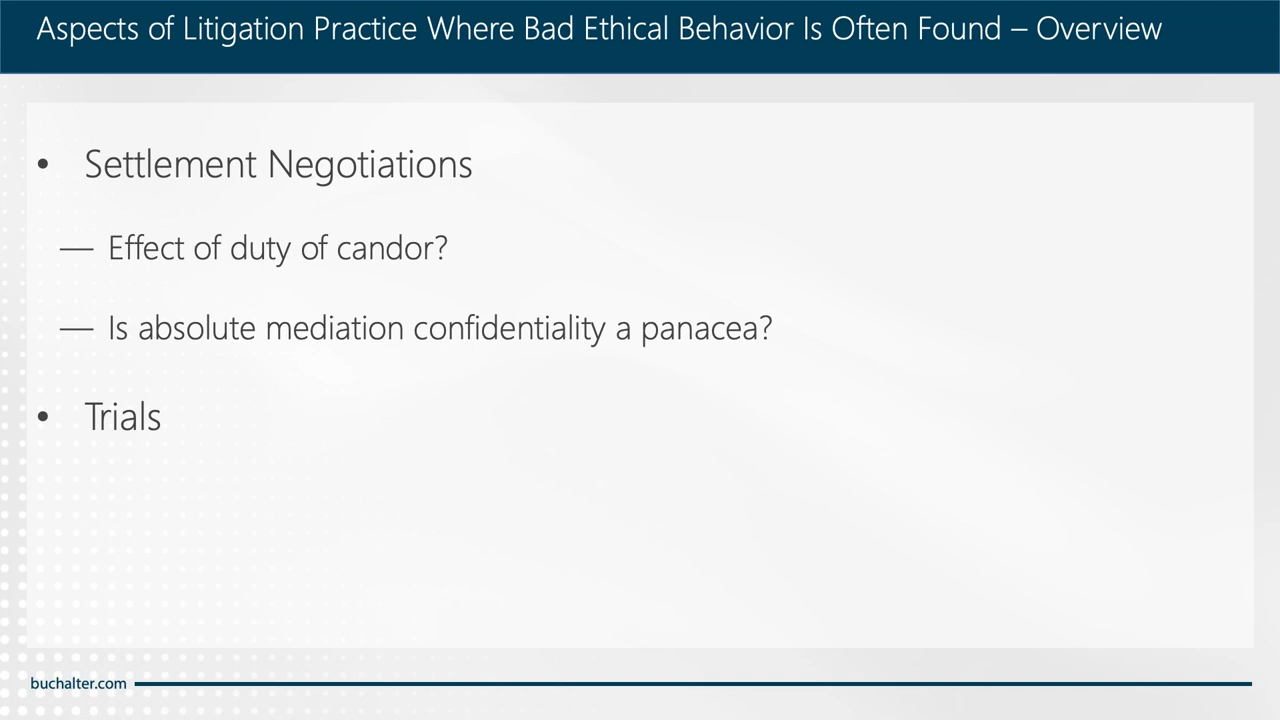 Aspects of Litigation Practice Where Bad Ethical Behavior Is Often Found – Overview
• Settlement Negotiations
— Effect of duty of candor?
— Is absolute mediation confidentiality a panacea?
• Trials
buchalter.com